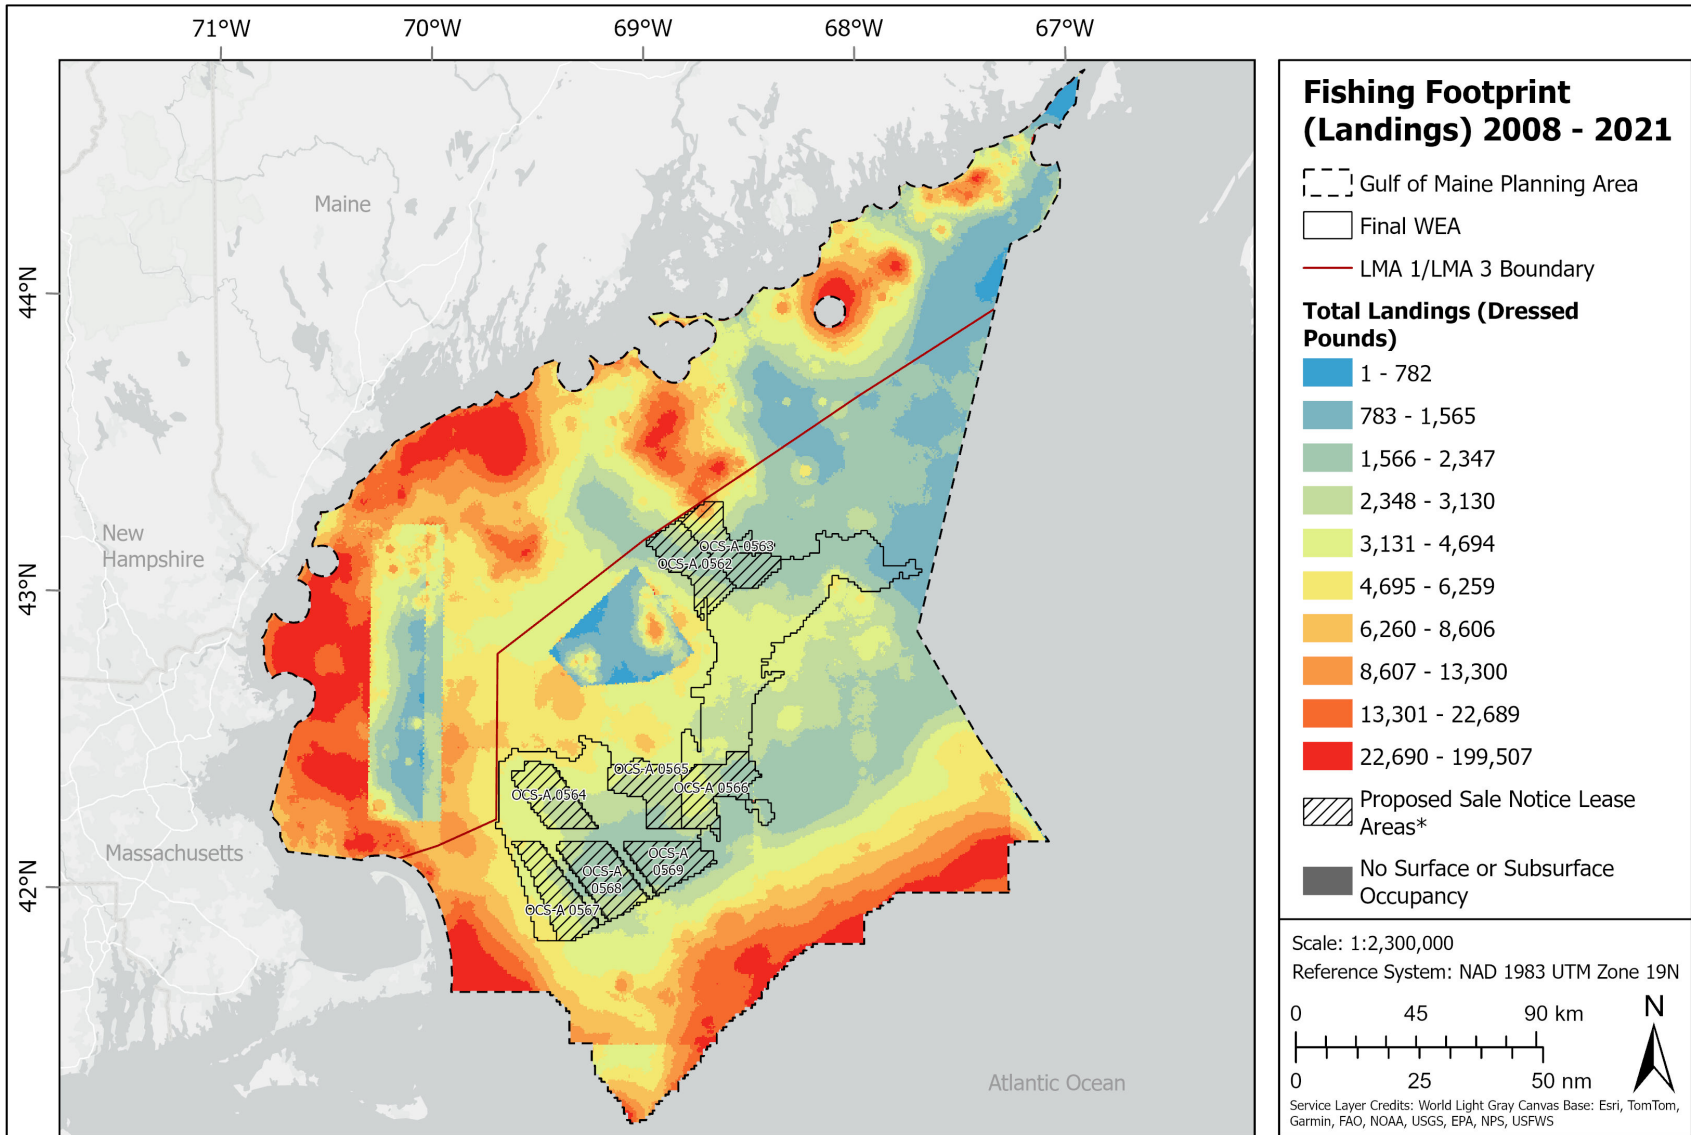 71°W 70°W 69°W 68°W 67°W
44°N
43°N
42°N
Maine
New
Hampshire
Massachusetts
Atlantic Ocean
OCS-A 0563
OCS-A 0562
OCS-A 0565
OCS-A 0566
OCS-A 0564
OCS-A
0569
OCS-A
0568
OCS-A 0567
Fishing Footprint
(Landings) 2008 - 2021
Gulf of Maine Planning Area
Final WEA
LMA 1/LMA 3 Boundary
Total Landings (Dressed
Pounds)
1 - 782
783 - 1,565
1,566 - 2,347
2,348 - 3,130
3,131 - 4,694
4,695 - 6,259
6,260 - 8,606
8,607 - 13,300
13,301 - 22,689
22,690 - 199,507
Proposed Sale Notice Lease
Areas*
No Surface or Subsurface
Occupancy
Scale: 1:2,300,000
Reference System: NAD 1983 UTM Zone 19N
0 45 90 km
N
0 25 50 nm
Service Layer Credits: World Light Gray Canvas Base: Esri, TomTom,
Garmin, FAO, NOAA, USGS, EPA, NPS, USFWS